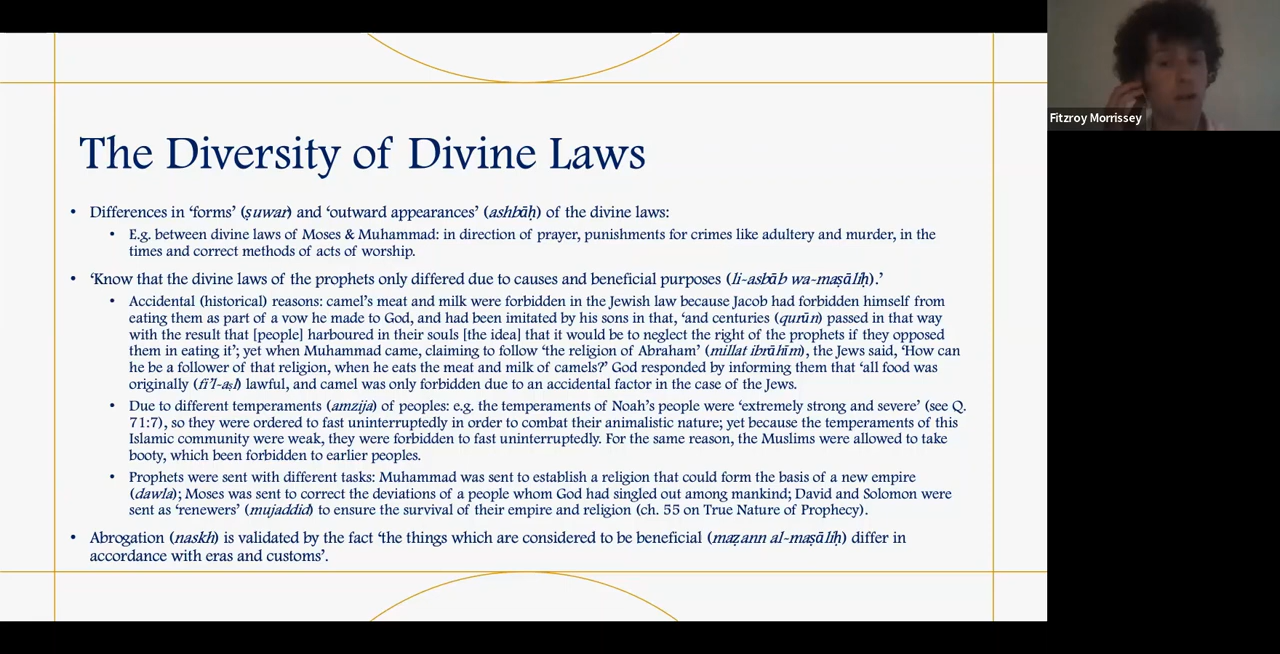 The Diversity of Divine Laws
• Differences in ‘forms’ (ṣuwar) and ‘outward appearances’ (ashbāḥ) of the divine laws:
• E.g. between divine laws of Moses & Muhammad: in direction of prayer, punishments for crimes like adultery and murder, in the
times and correct methods of acts of worship.
• ‘Know that the divine laws of the prophets only differed due to causes and beneficial purposes (li-asbāb wa-maṣāliḥ).’
• Accidental (historical) reasons: camel’s meat and milk were forbidden in the Jewish law because Jacob had forbidden himself from
eating them as part of a vow he made to God, and had been imitated by his sons in that, ‘and centuries (qurūn) passed in that way
with the result that [people] harboured in their souls [the idea] that it would be to neglect the right of the prophets if they opposed
them in eating it’; yet when Muhammad came, claiming to follow ‘the religion of Abraham’ (millat ibrāhīm), the Jews said, ‘How can
he be a follower of that religion, when he eats the meat and milk of camels?’ God responded by informing them that ‘all food was
originally (fī’l-aṣl) lawful, and camel was only forbidden due to an accidental factor in the case of the Jews.
• Due to different temperaments (amzija) of peoples: e.g. the temperaments of Noah’s people were ‘extremely strong and severe’ (see Q.
71:7), so they were ordered to fast uninterruptedly in order to combat their animalistic nature; yet because the temperaments of this
Islamic community were weak, they were forbidden to fast uninterruptedly. For the same reason, the Muslims were allowed to take
booty, which been forbidden to earlier peoples.
• Prophets were sent with different tasks: Muhammad was sent to establish a religion that could form the basis of a new empire
(dawla); Moses was sent to correct the deviations of a people whom God had singled out among mankind; David and Solomon were
sent as ‘renewers’ (mujaddid) to ensure the survival of their empire and religion (ch. 55 on True Nature of Prophecy).
• Abrogation (naskh) is validated by the fact ‘the things which are considered to be beneficial (maẓann al-maṣāliḥ) differ in
accordance with eras and customs’.
Fitzroy Morrissey